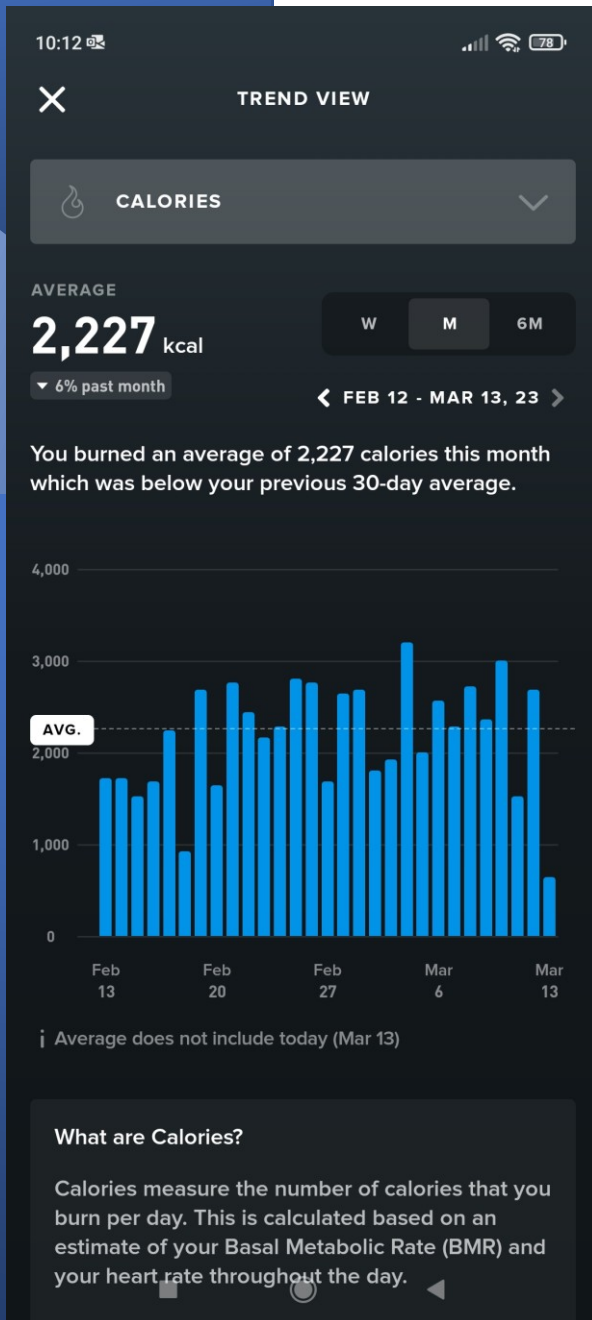 10:12
78
TREND VIEW
CALORIES
AVERAGE
2,227 kcal
6% past month
W M 6M
FEB 12 - MAR 13, 23
You burned an average of 2,227 calories this month
which was below your previous 30-day average.
4,000
3,000
AVG.
2,000
1,000
0
Feb Feb Feb Mar Mar
13 20 27 6 13
i Average does not include today (Mar 13)
What are Calories?
Calories measure the number of calories that you
burn per day. This is calculated based on an
estimate of your Basal Metabolic Rate (BMR) and
your heart rate throughout the day.